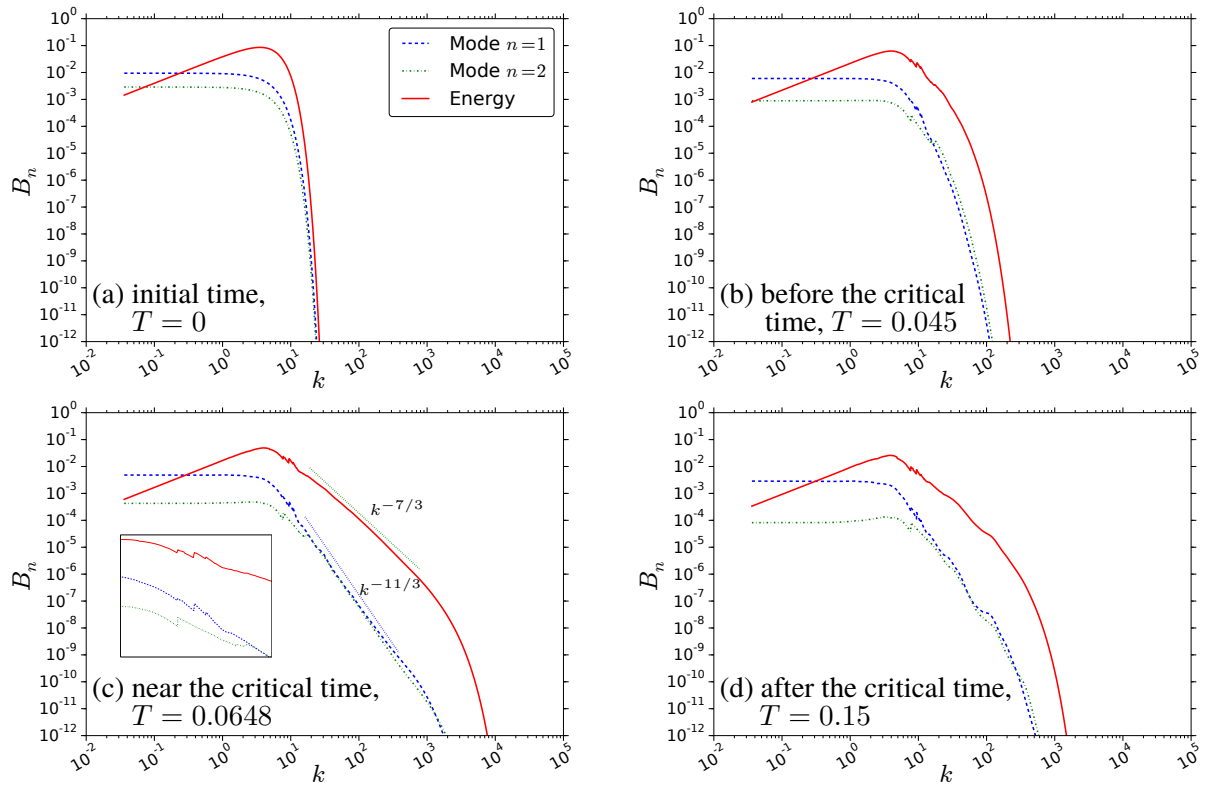 10^0
10^-1
10^-2
10^-3
10^-4
10^-5
10^-6
10^-7
10^-8
10^-9
10^-10
10^-11
10^-12
B_n
Mode n=1
Mode n=2
Energy
(a) initial time,
T = 0
10^-2 10^-1 10^0 10^1 10^2 10^3 10^4 10^5
k
10^0
10^-1
10^-2
10^-3
10^-4
10^-5
10^-6
10^-7
10^-8
10^-9
10^-10
10^-11
10^-12
B_n
(b) before the critical
time, T = 0.045
10^-2 10^-1 10^0 10^1 10^2 10^3 10^4 10^5
k
10^0
10^-1
10^-2
10^-3
10^-4
10^-5
10^-6
10^-7
10^-8
10^-9
10^-10
10^-11
10^-12
B_n
k^-7/3
k^-11/3
(c) near the critical time,
T = 0.0648
10^-2 10^-1 10^0 10^1 10^2 10^3 10^4 10^5
k
10^0
10^-1
10^-2
10^-3
10^-4
10^-5
10^-6
10^-7
10^-8
10^-9
10^-10
10^-11
10^-12
B_n
(d) after the critical time,
T = 0.15
10^-2 10^-1 10^0 10^1 10^2 10^3 10^4 10^5
k